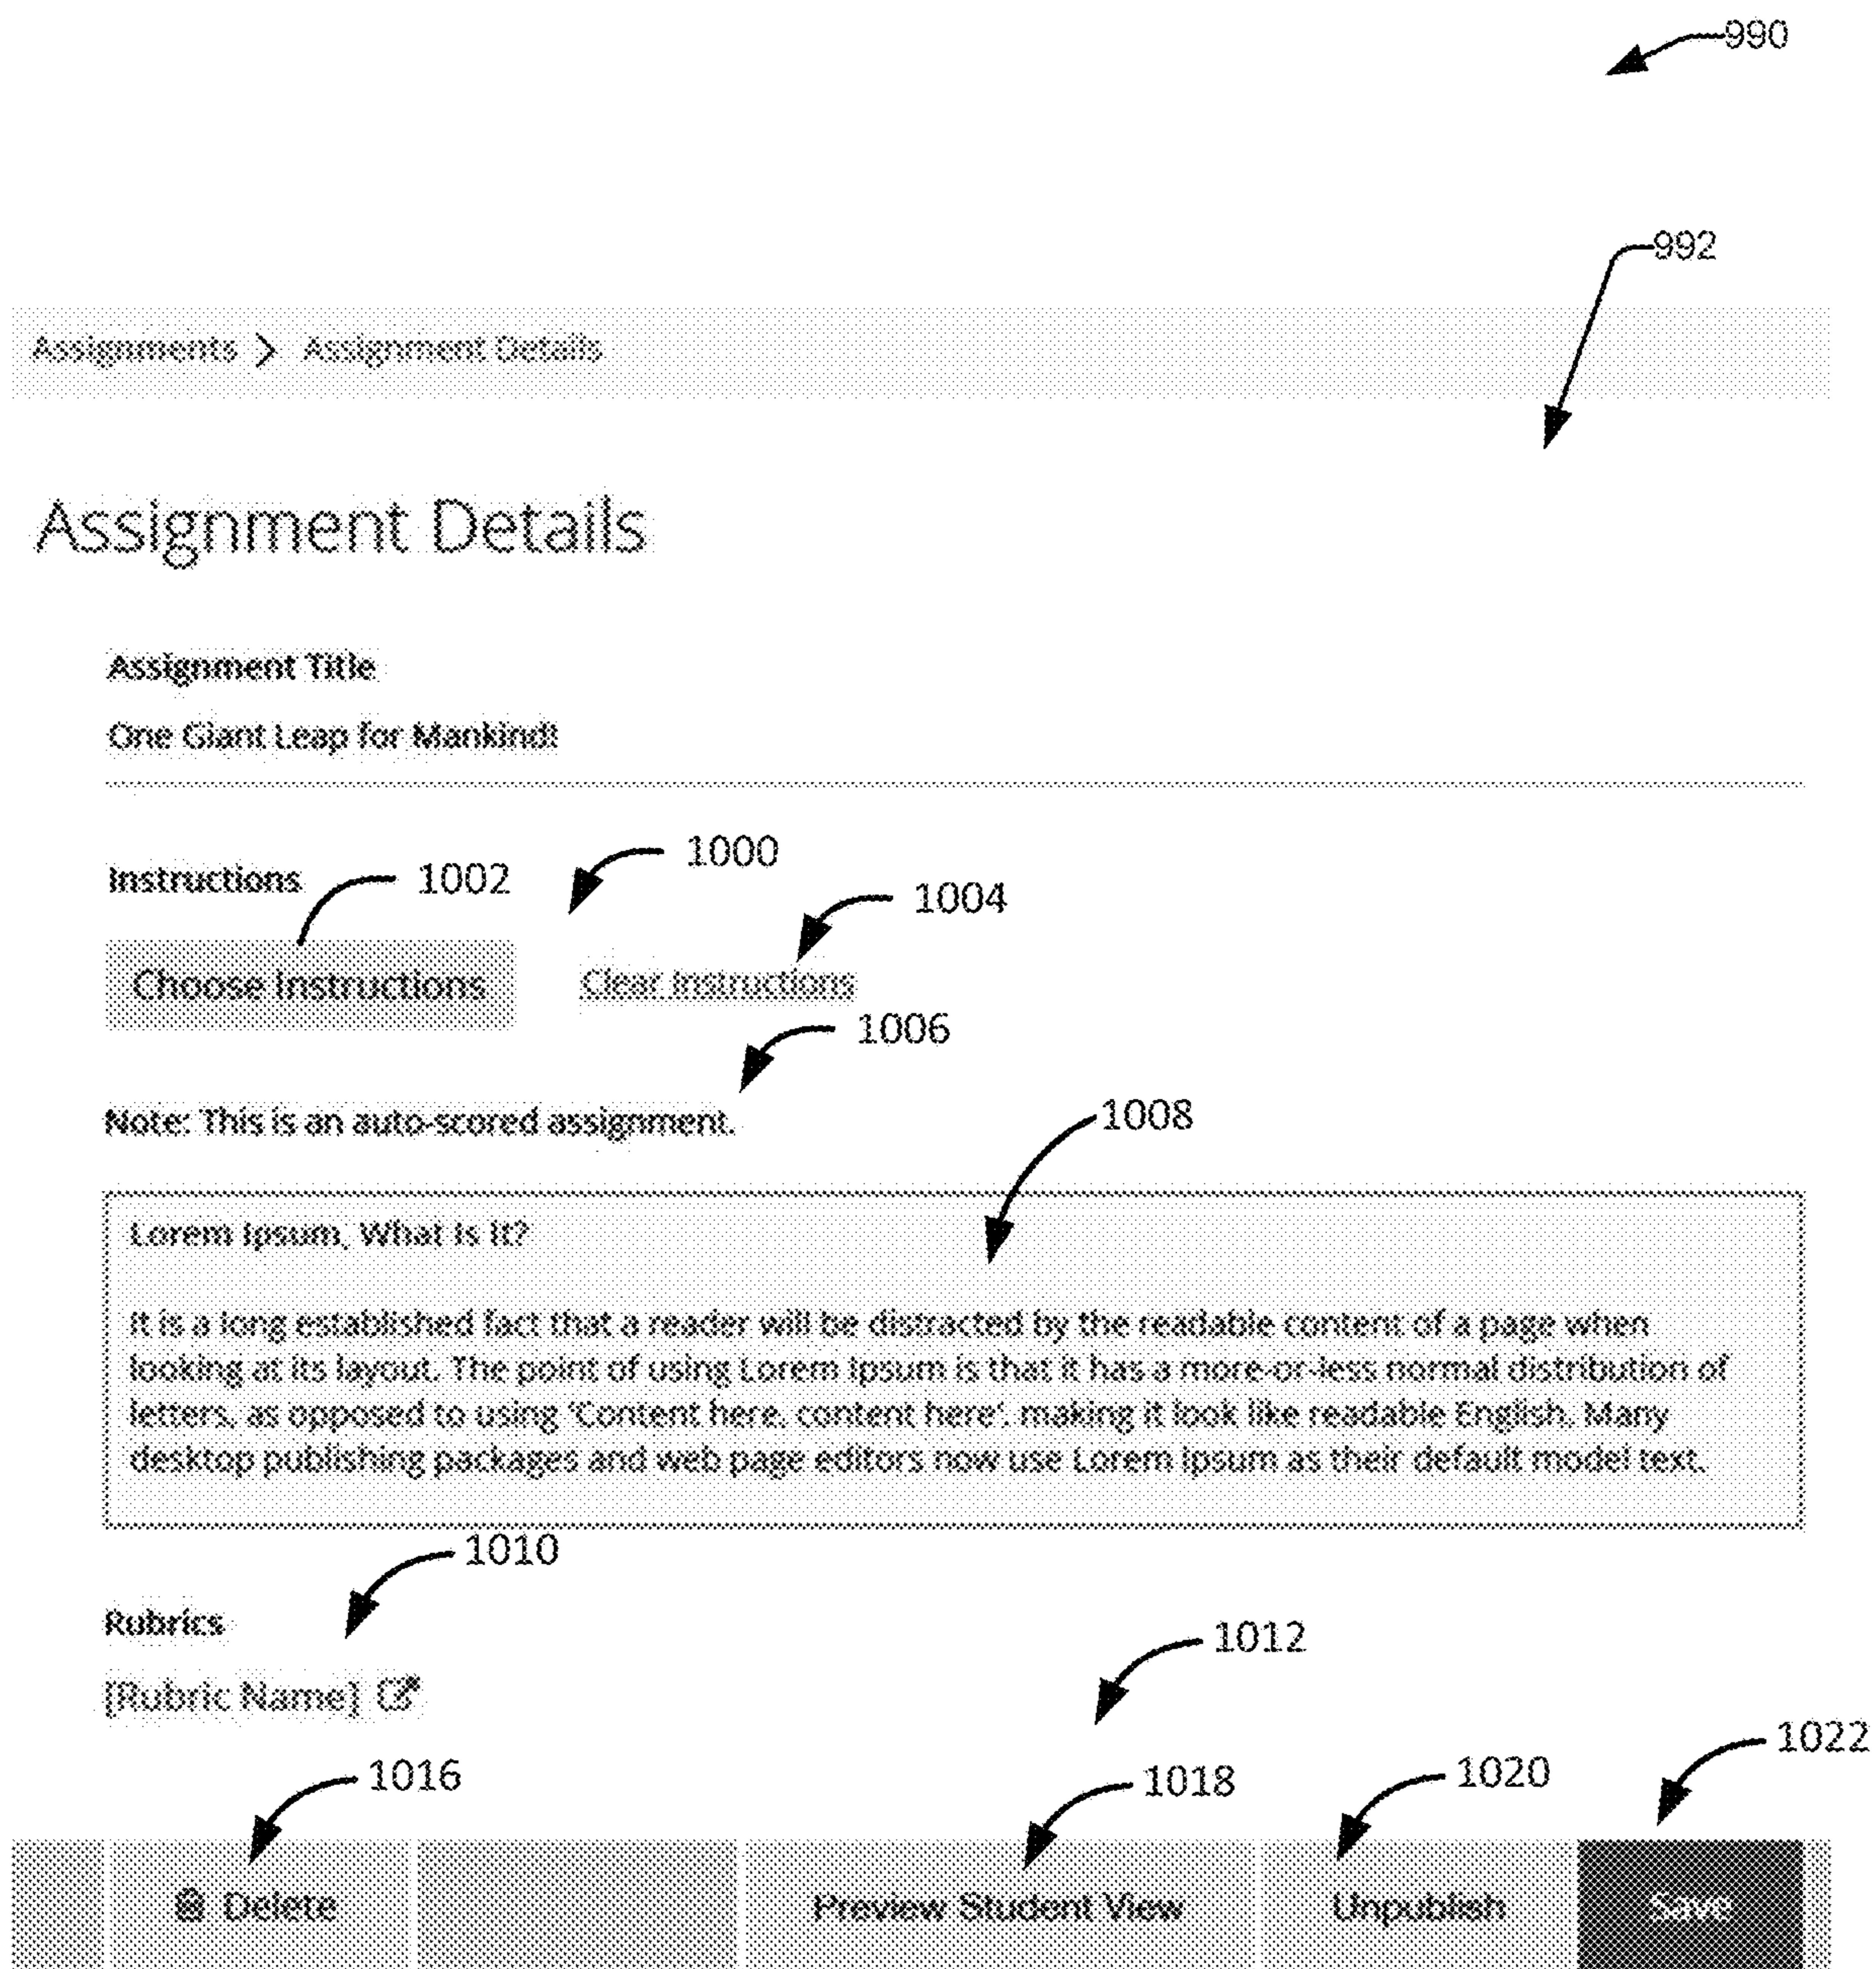 990
992
Assignments > Assignment Details
Assignment Details
Assignment Title
One Giant Leap for Mankind!
Instructions
1002
1000
1004
Choose Instructions
Clear Instructions
1006
Note: This is an auto-scored assignment.
1008
Lorem Ipsum, What is it?
It is a long established fact that a reader will be distracted by the readable content of a page when
looking at its layout. The point of using Lorem Ipsum is that it has a more-or-less normal distribution of
letters, as opposed to using 'Content here, content here', making it look like readable English. Many
desktop publishing packages and web page editors now use Lorem Ipsum as their default model text.
1010
Rubrics
1012
[Rubric Name]
1016
1018
1020
1022
Delete
Preview Student View
Unpublish
Save